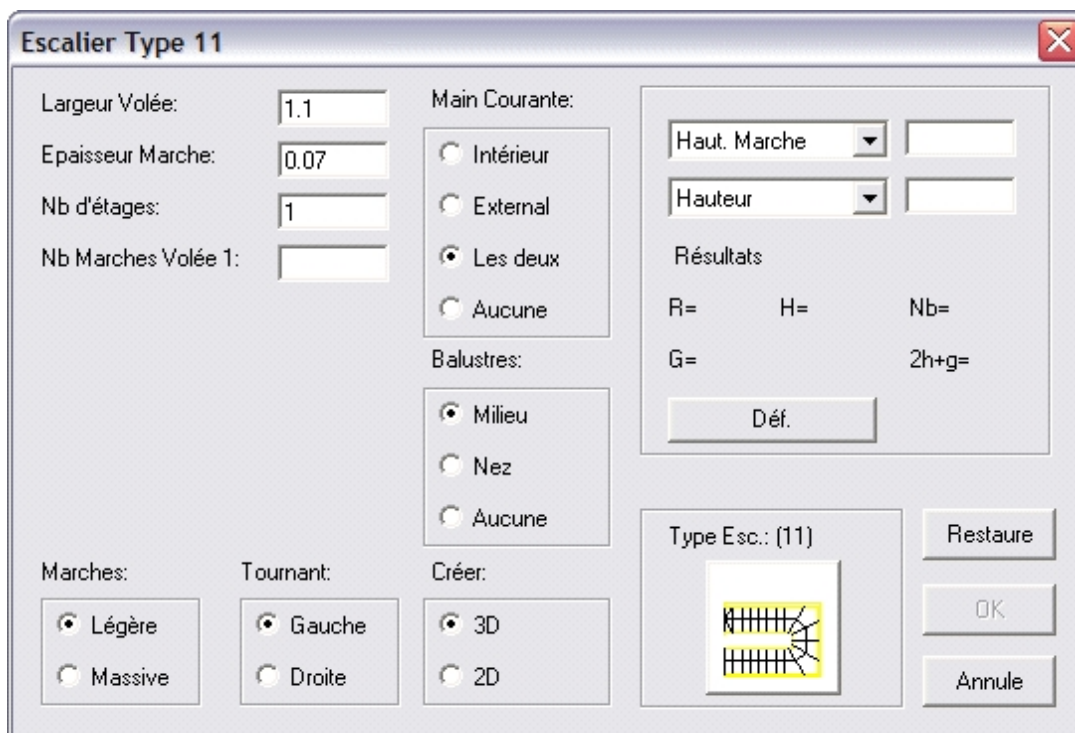 Escalier Type 11
Largeur Volée: 1.1
Epaisseur Marche: 0.07
Nb d'étages: 1
Nb Marches Volée 1:
Main Courante:
Intérieur
External
Les deux
Aucune
Balustres:
Milieu
Nez
Aucune
Haut. Marche
Hauteur
Résultats
R= H= Nb=
G= 2h+g=
Déf.
Marches:
Légère
Massive
Tournant:
Gauche
Droite
Créer:
3D
2D
Type Esc.: (11)
Restaure
OK
Annule